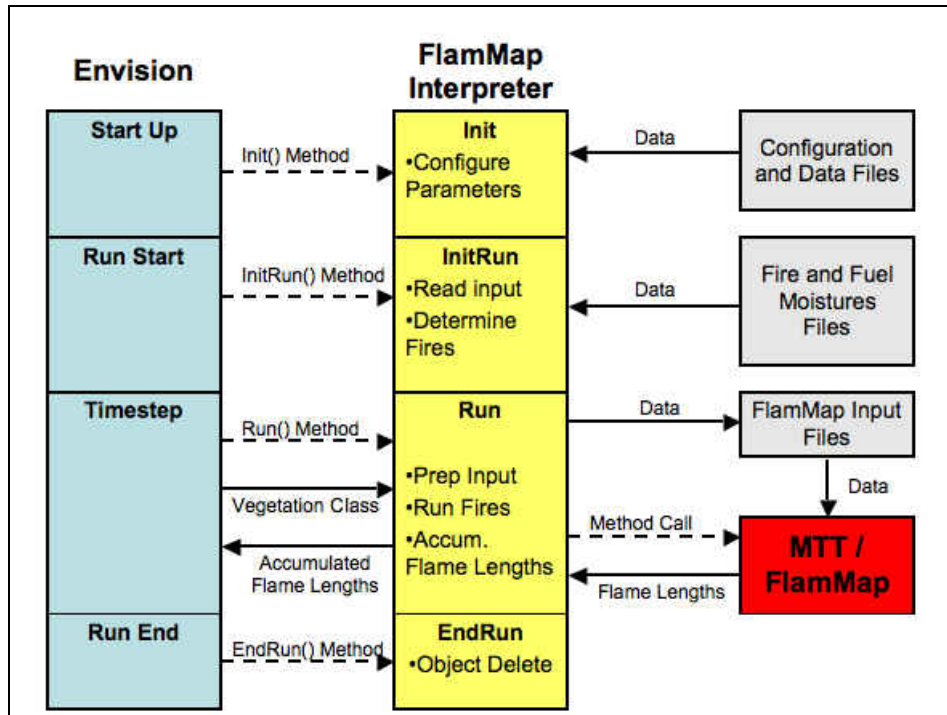 Envision
FlamMap
Interpreter
Start Up
Init() Method
Init
•Configure
Parameters
Data
Configuration
and Data Files
Run Start
InitRun() Method
InitRun
•Read input
•Determine
Fires
Data
Fire and Fuel
Moistures
Files
Timestep
Run() Method
Vegetation Class
Accumulated
Flame Lengths
Run
•Prep Input
•Run Fires
•Accum.
Flame Lengths
Data
FlamMap Input
Files
Data
Method Call
Flame Lengths
MTT /
FlamMap
Run End
EndRun() Method
EndRun
•Object Delete